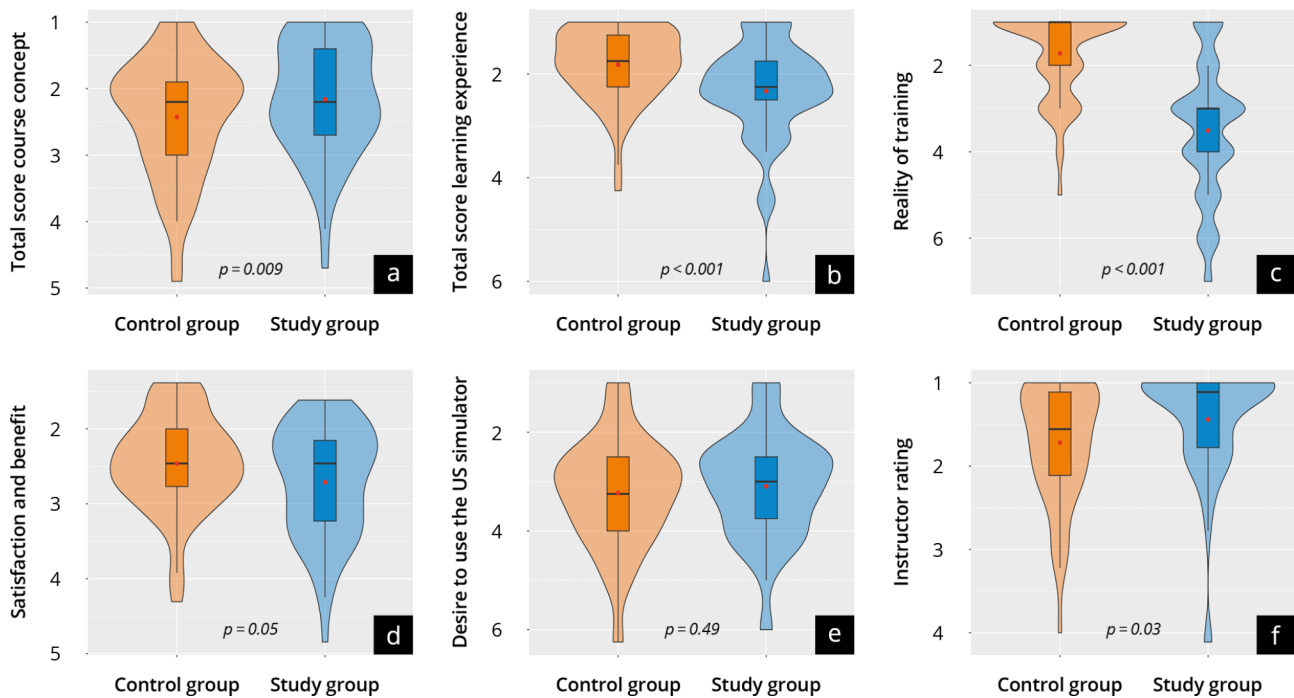 Total score course concept
1
2
3
4
5
p = 0.009
a
Control group
Study group
Total score learning experience
2
4
6
p < 0.001
b
Control group
Study group
Reality of training
2
4
6
p < 0.001
c
Control group
Study group
Satisfaction and benefit
2
3
4
5
p = 0.05
d
Control group
Study group
Desire to use the US simulator
2
4
6
p = 0.49
e
Control group
Study group
Instructor rating
1
2
3
4
p = 0.03
f
Control group
Study group